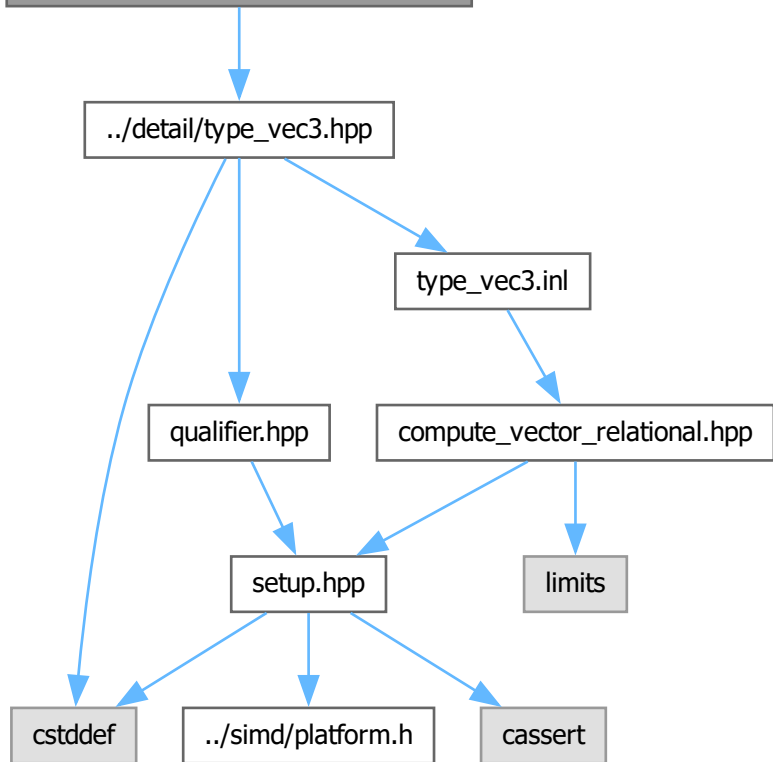 ../detail/type_vec3.hpp
type_vec3.inl
qualifier.hpp
compute_vector_relational.hpp
setup.hpp
limits
cstddef
../simd/platform.h
cassert